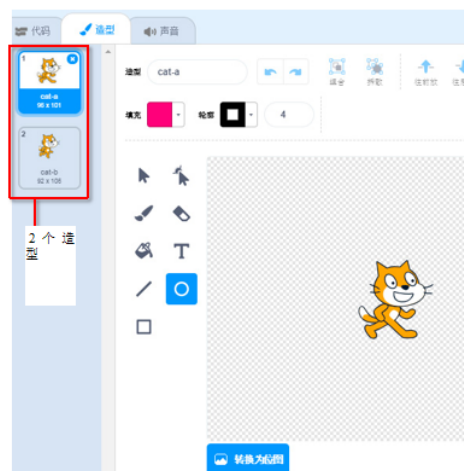 代码
造型
声音
1
cat-a
96 x 101
2
cat-b
92 x 106
2 个 造
型
造型
cat-a
组合
拆散
往前放
填充
轮廓
4
T
转换为位图